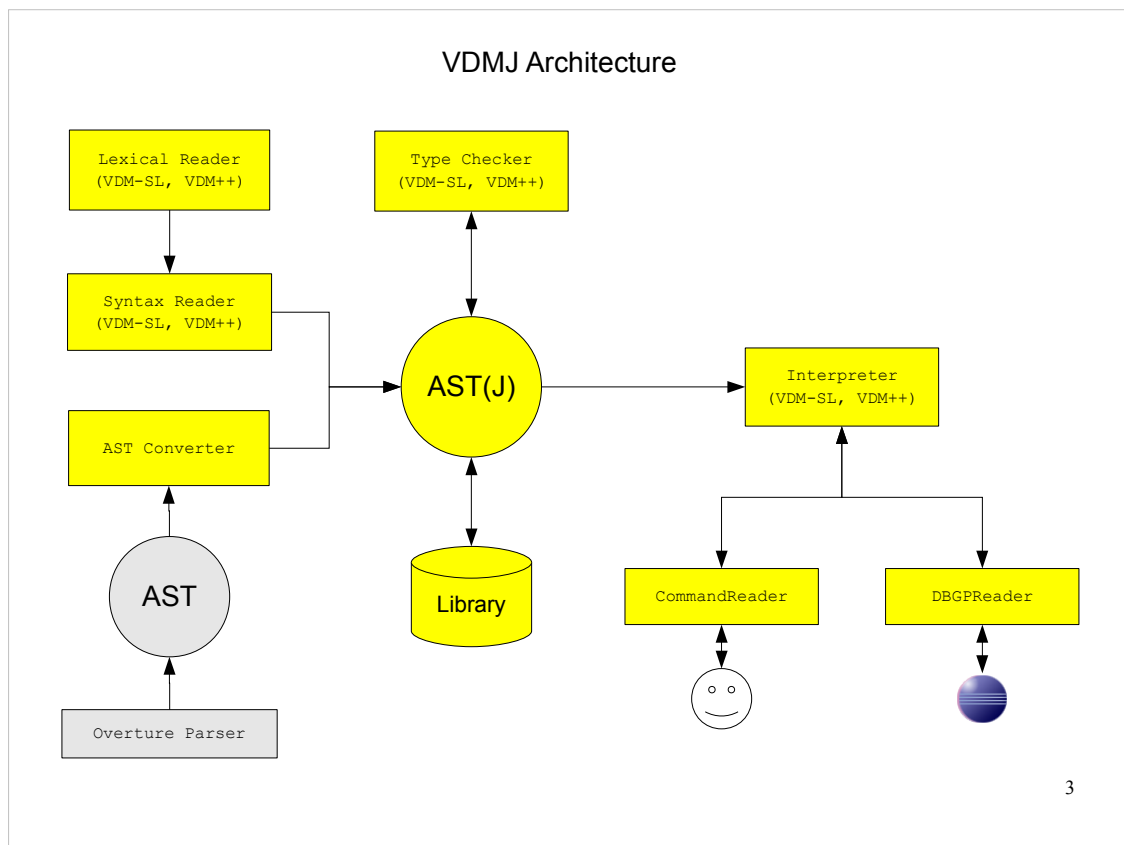 VDMJ Architecture
Lexical Reader
(VDM-SL, VDM++)
Type Checker
(VDM-SL, VDM++)
Syntax Reader
(VDM-SL, VDM++)
AST(J)
Interpreter
(VDM-SL, VDM++)
AST Converter
AST
Library
CommandReader
DBGPReader
Overture Parser
3